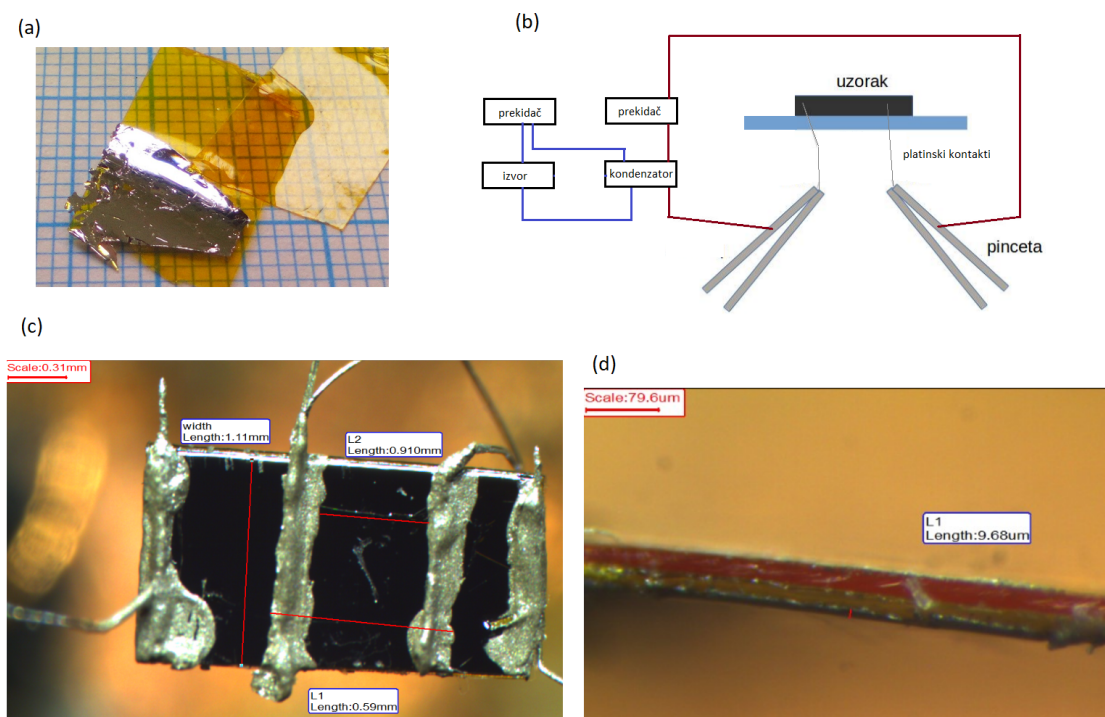 (a)
(b)
uzorak
prekidač
prekidač
platinski kontakti
izvor
kondenzator
pinceta
(c)
(d)
Scale:0.31mm
width
Length:1.11mm
L2
Length:0.910mm
L1
Length:0.59mm
Scale:79.6um
L1
Length:9.68um